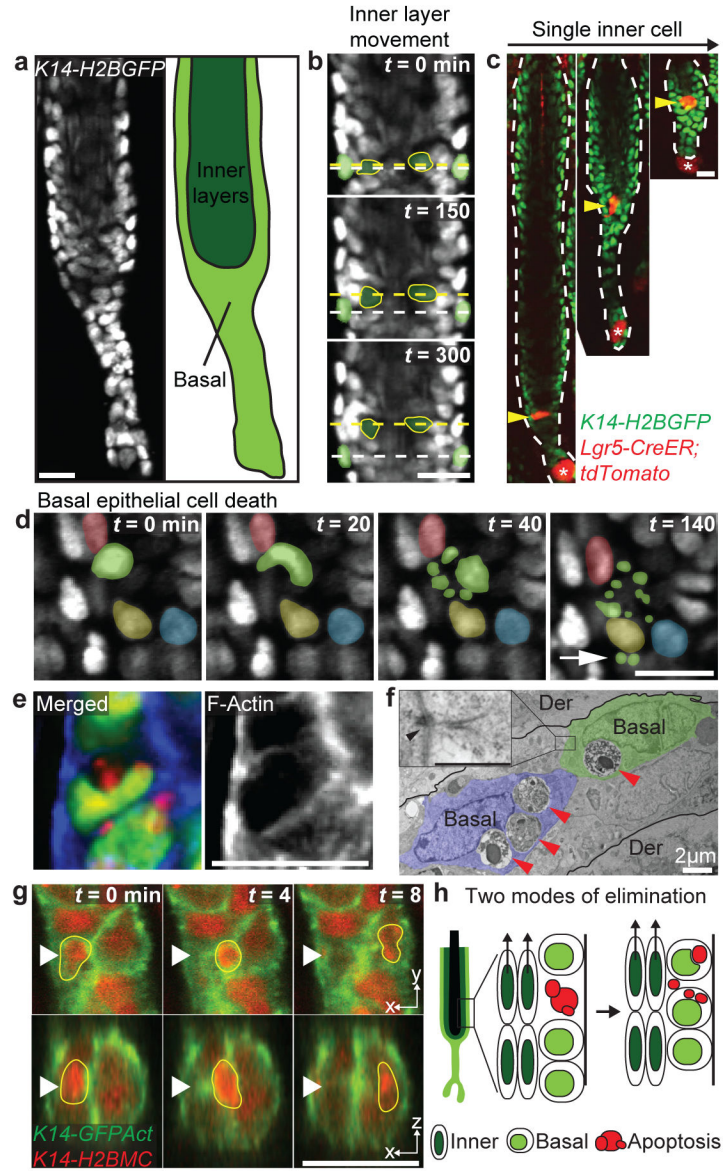 Inner layer
movement
Single inner cell
a
K14-H2BGFP
Inner
layers
Basal
b
t = 0 min
t = 150
t = 300
c
*
*
*
K14-H2BGFP
Lgr5-CreER;
tdTomato
Basal epithelial cell death
d
t = 0 min
t = 20
t = 40
t = 140
e
Merged
F-Actin
f
Der
Basal
Basal
Der
2µm
g
t = 0 min
t = 4
t = 8
y
x
z
x
K14-GFPAct
K14-H2BMC
h
Two modes of elimination
Inner
Basal
Apoptosis